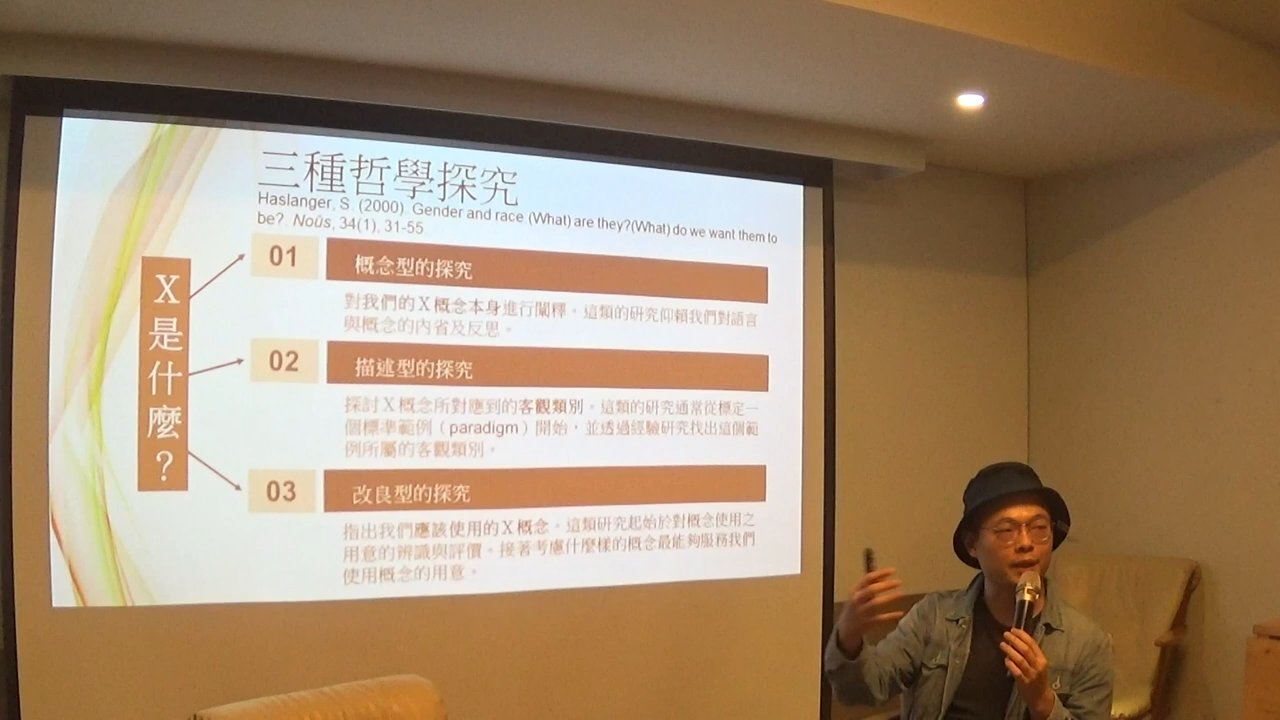 三種哲學探究
Haslanger, S. (2000). Gender and race (What) are they?(What) do we want them to
be?. Noûs, 34(1), 31-55
X是什麼？
01
概念型的探究
對我們的X概念本身進行闡釋。這類的研究仰賴我們對語言
與概念的內省及反思。
02
描述型的探究
探討X概念所對應到的客觀類別。這類的研究通常從標定一
個標準範例（paradigm）開始，並透過經驗研究找出這個範
例所屬的客觀類別。
03
改良型的探究
指出我們應該使用的X概念。這類研究起始於對概念使用之
用意的辨識與評價。接著考慮什麼樣的概念最能夠服務我們
使用概念的用意。